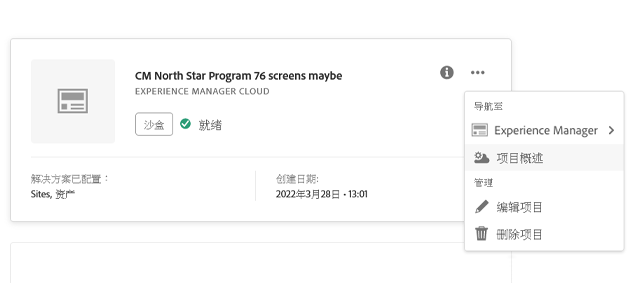 CM North Star Program 76 screens maybe
EXPERIENCE MANAGER CLOUD
沙盒 就绪
解决方案已配置：
Sites, 资产
创建日期:
2022年3月28日 • 13:01
导航至
Experience Manager
项目概述
管理
编辑项目
删除项目